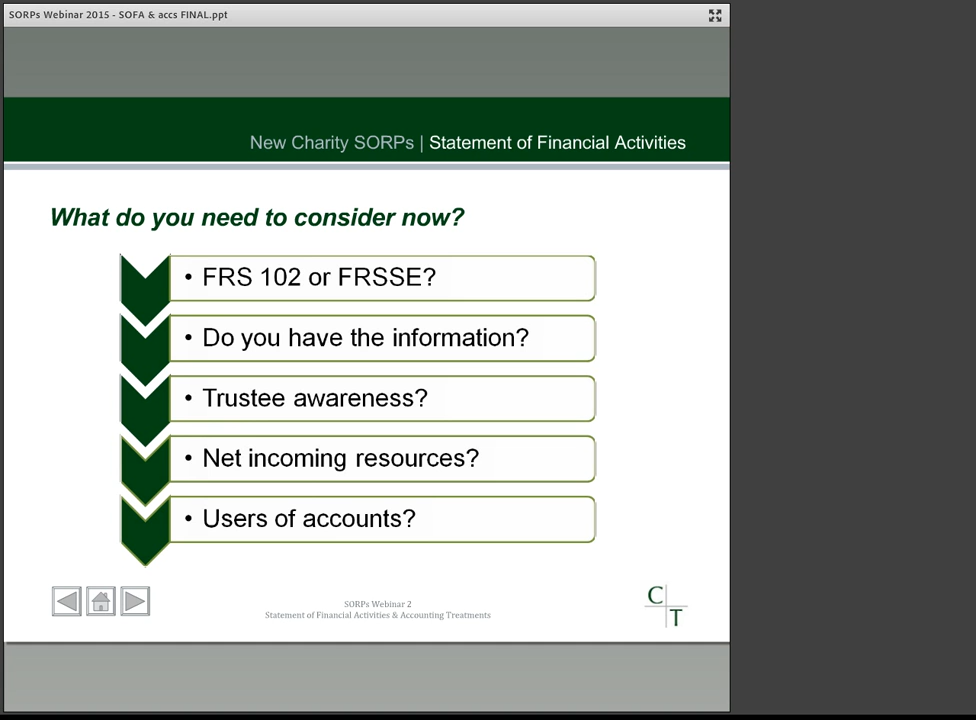 SORPs Webinar 2015 - SOFA & accs FINAL.ppt
New Charity SORPs | Statement of Financial Activities
What do you need to consider now?
• FRS 102 or FRSSE?
• Do you have the information?
• Trustee awareness?
• Net incoming resources?
• Users of accounts?
SORPs Webinar 2
Statement of Financial Activities & Accounting Treatments
C
T